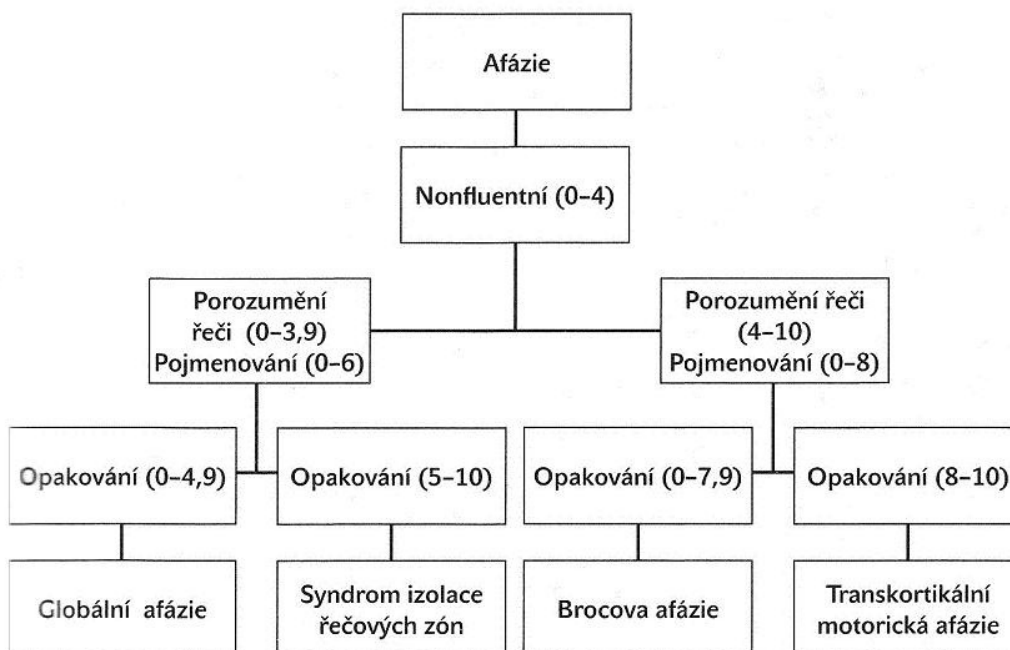 Afázie
Nonfluentní (0–4)
Porozumění
řeči (0–3,9)
Pojmenování (0–6)
Porozumění řeči
(4–10)
Pojmenování (0–8)
Opakování (0–4,9)
Opakování (5–10)
Opakování (0–7,9)
Opakování (8–10)
Globální afázie
Syndrom izolace
řečových zón
Brocova afázie
Transkortikální
motorická afázie